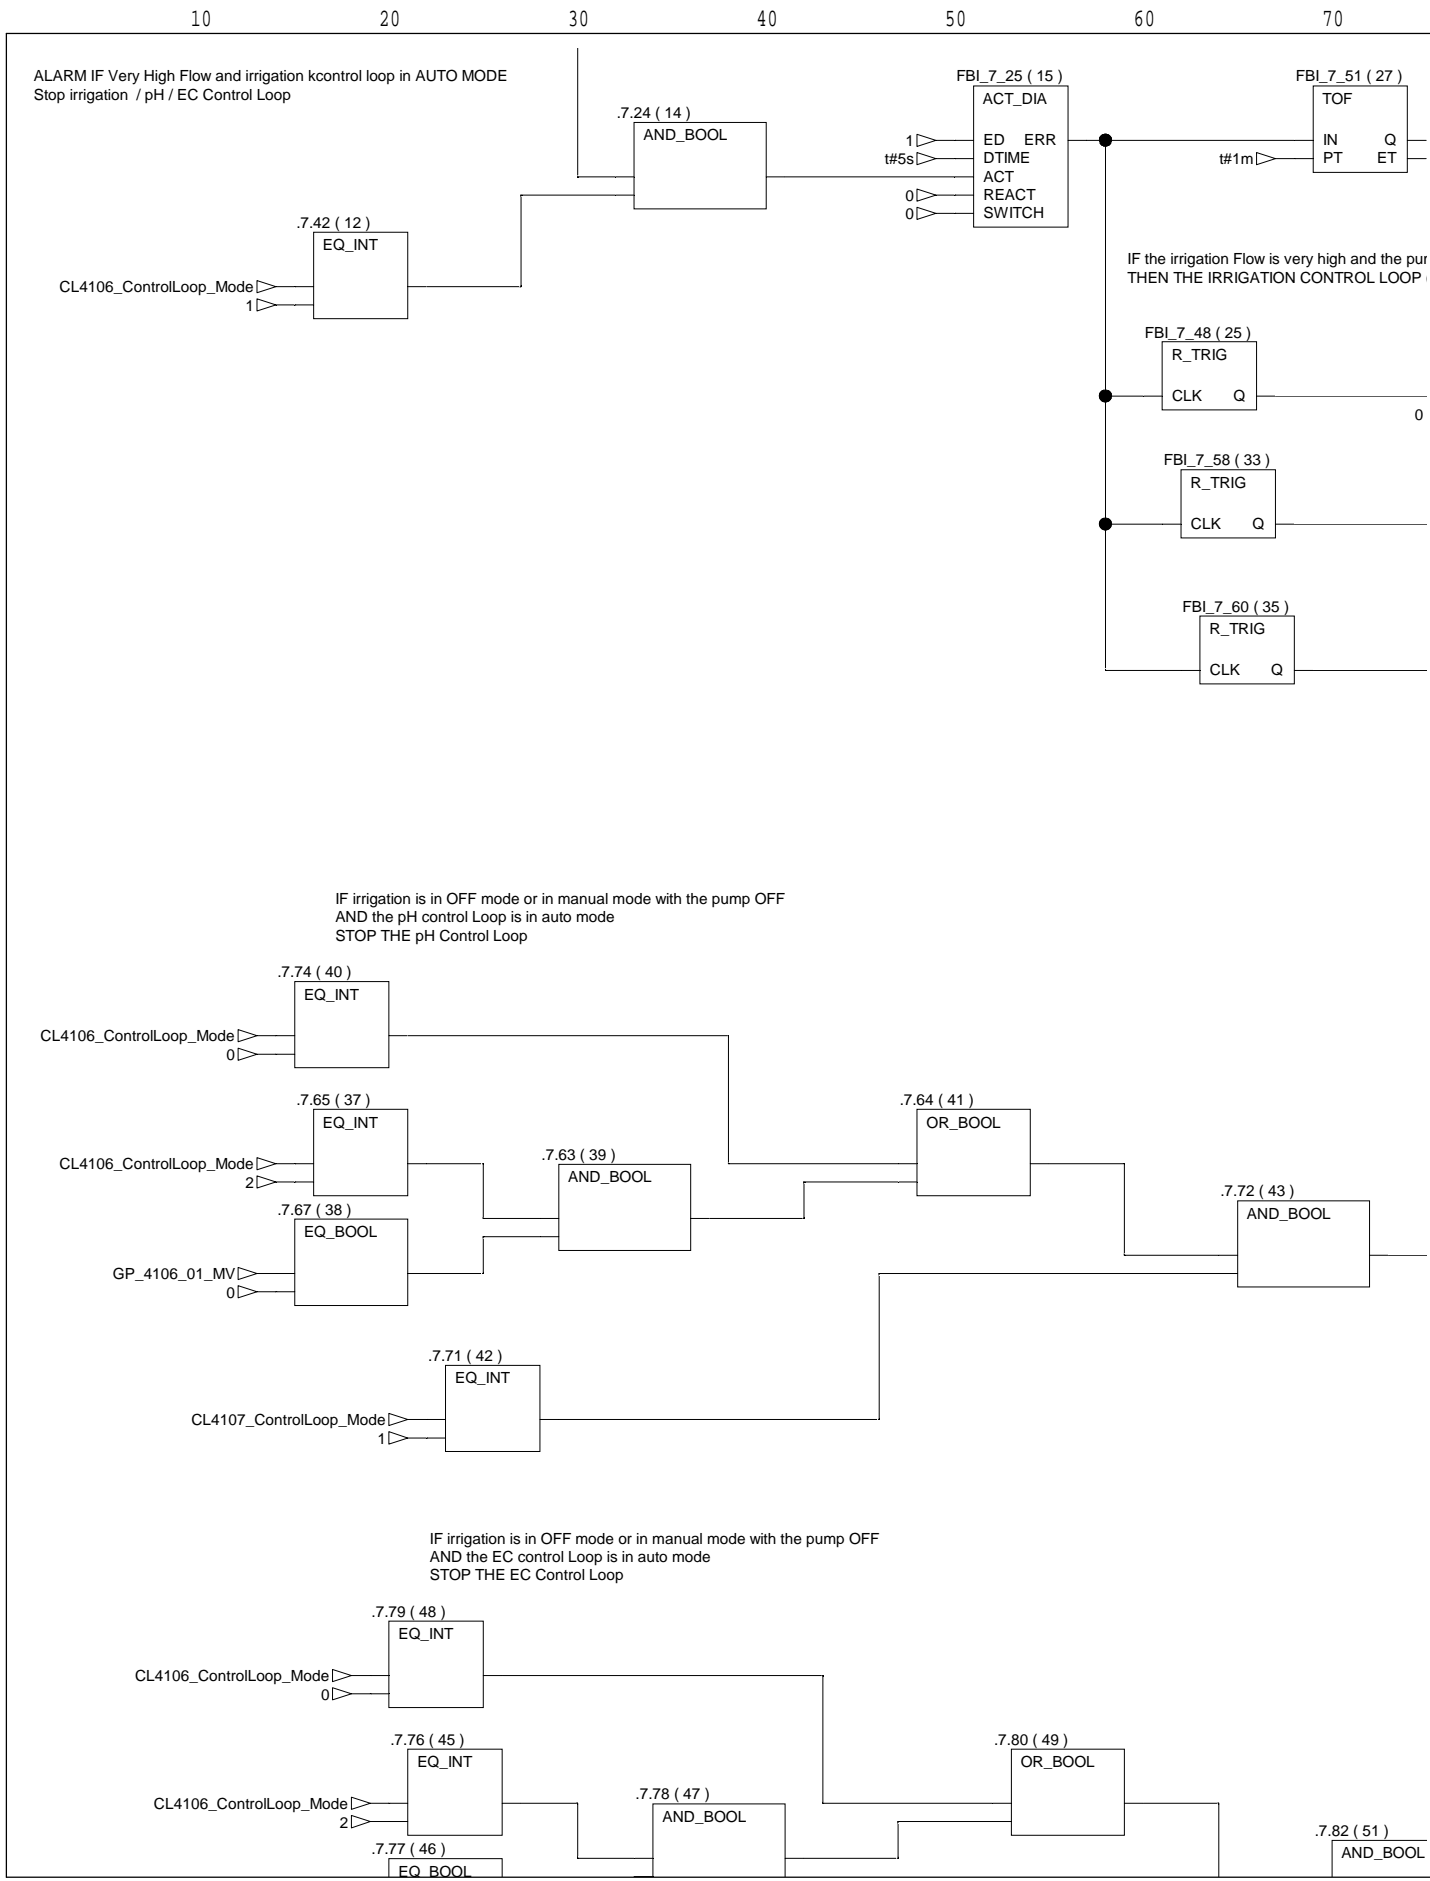 10 20 30 40 50 60 70
ALARM IF Very High Flow and irrigation kcontrol loop in AUTO MODE
Stop irrigation / pH / EC Control Loop
.7.24 ( 14 )
AND_BOOL
FBI_7_25 ( 15 )
ACT_DIA
1 ED ERR
t#5s DTIME
ACT
0 REACT
0 SWITCH
FBI_7_51 ( 27 )
TOF
IN Q
t#1m PT ET
.7.42 ( 12 )
EQ_INT
CL4106_ControlLoop_Mode
1
IF the irrigation Flow is very high and the
THEN THE IRRIGATION CONTROL LOOP
FBI_7_48 ( 25 )
R_TRIG
CLK Q
0
FBI_7_58 ( 33 )
R_TRIG
CLK Q
FBI_7_60 ( 35 )
R_TRIG
CLK Q
IF irrigation is in OFF mode or in manual mode with the pump OFF
AND the pH control Loop is in auto mode
STOP THE pH Control Loop
.7.74 ( 40 )
EQ_INT
CL4106_ControlLoop_Mode
0
.7.65 ( 37 )
EQ_INT
CL4106_ControlLoop_Mode
2
.7.67 ( 38 )
EQ_BOOL
GP_4106_01_MV
0
.7.63 ( 39 )
AND_BOOL
.7.64 ( 41 )
OR_BOOL
.7.72 ( 43 )
AND_BOOL
.7.71 ( 42 )
EQ_INT
CL4107_ControlLoop_Mode
1
IF irrigation is in OFF mode or in manual mode with the pump OFF
AND the EC control Loop is in auto mode
STOP THE EC Control Loop
.7.79 ( 48 )
EQ_INT
CL4106_ControlLoop_Mode
0
.7.76 ( 45 )
EQ_INT
CL4106_ControlLoop_Mode
2
.7.77 ( 46 )
EQ_BOOL
.7.78 ( 47 )
AND_BOOL
.7.80 ( 49 )
OR_BOOL
.7.82 ( 51 )
AND_BOOL